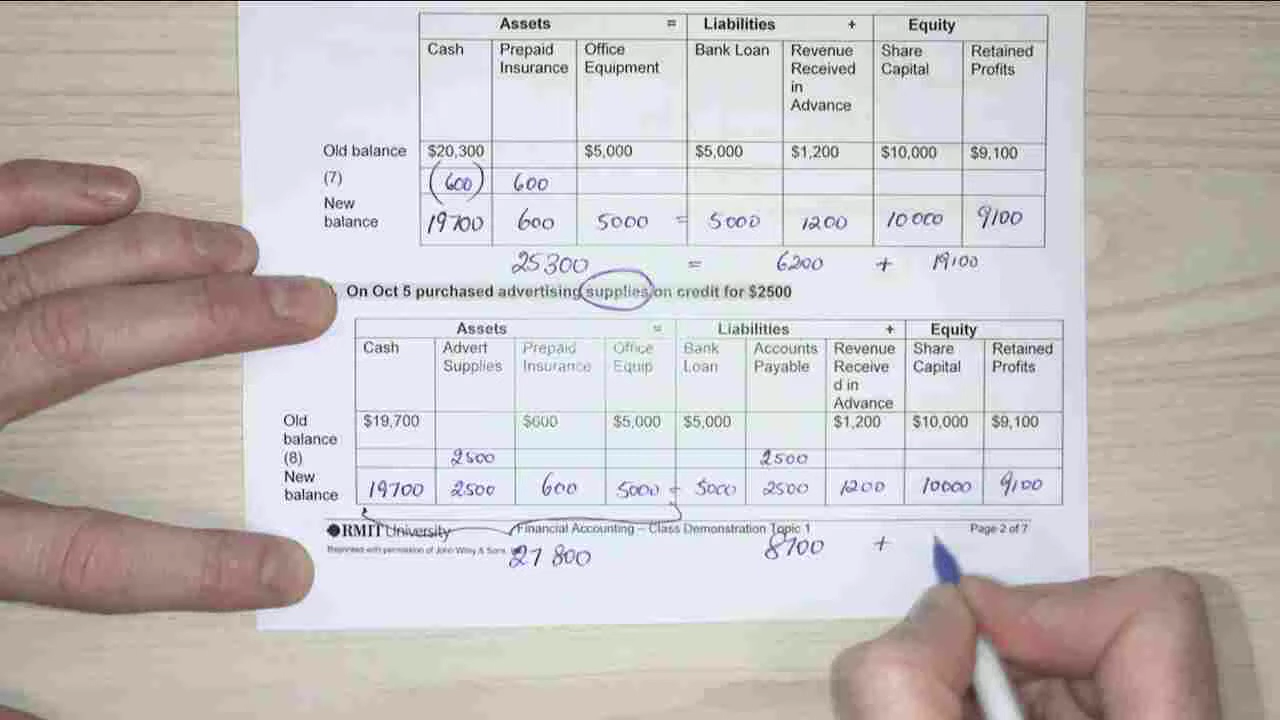 Assets = Liabilities + Equity
Cash Prepaid Insurance Office Equipment Bank Loan Revenue Received in Advance Share Capital Retained Profits
Old balance $20,300 $5,000 $5,000 $1,200 $10,000 $9,100
(7) (600) 600
New balance 19700 600 5000 = 5000 1200 10000 9100
25300 = 6200 + 19100
On Oct 5 purchased advertising supplies on credit for $2500
Assets = Liabilities + Equity
Cash Advert Supplies Prepaid Insurance Office Equip Bank Loan Accounts Payable Revenue Receive d in Advance Share Capital Retained Profits
Old balance $19,700 $600 $5,000 $5,000 $1,200 $10,000 $9,100
(8) 2500 2500
New balance 19700 2500 600 5000 = 5000 2500 1200 10000 9100
RMIT University Financial Accounting – Class Demonstration Topic 1 Page 2 of 7
Reprinted with permission of John Wiley & Sons
27800 8700 +